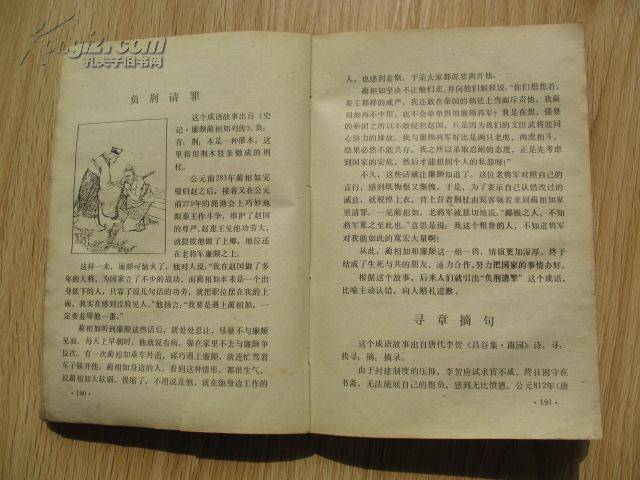 Kongfz.com
孔夫子旧书网
负荆请罪
这个成语故事出自《史
记·廉颇蔺相如列传》。负：
背；荆：本是一种灌木，这
里指用荆木枝条做成的刑
杖。
公元前283年蔺相如完
璧归赵之后，接着又在公元
前279年的渑池会上巧妙地
跟秦王作斗争，维护了赵国
的尊严。赵惠王见他功劳大，
就提拔他做了上卿，地位还
在老将军廉颇之上。
这样一来，廉颇可恼火了，他对人说：“我在赵国做了多
年的大将，为国家立了不少的战功，而蔺相如本来是一个出
身低下的人，只靠了说几句话的功劳，就把职位摆在我的上
面，我实在感到没脸见人。”他扬言：“我要是遇上蔺相如，一
定要羞辱他一番。”
蔺相如听到廉颇这些话后，就处处忍让，尽量不与廉颇
见面。每天上早朝时，他就说有病，躲在家里不去与廉颇争
位次。有一次蔺相如乘车外出，碰巧遇上廉颇，就连忙驾着
车子躲开他。蔺相如身边的人，看到这种情形，都很生气，
说蔺相如太软弱、畏缩了，不用说是他，就在他身边工作的
·190·
人，也感到羞惭。于是大家都说要离开他。
蔺相如坚决不让他们走，并向他们解释说：“你们想想看，
秦王那样的威严，我还敢在秦国的朝廷上当面斥责他。我蔺
相如再不中用，也不会单单惧怕廉颇将军！我是在想，强暴
的秦国之所以不敢侵犯赵国，只是因为我们的文臣武将能同
心协力的缘故。我与廉颇将军好比是两只老虎，两虎相斗，
结果必然不能共存。我之所以采取忍耐的态度，正是先考虑
到国家的安危，然后才能想到个人的私怨呀！”
不久，这些话就让廉颇知道了。这位老将军对照自己的
言行，感到既悔恨又惭愧。于是，为了表示自己认错改过的
诚意，就脱掉上衣，背上背着荆杖由宾客领着来到蔺相如家
里请罪。一见蔺相如，老将军就恳切地说：“鄙贱之人，不知
将军宽之至此也。”意思是说：我这个粗鲁的人，不知道将军
对我能如此的宽宏大量啊！
从此，蔺相如和廉颇这一相一将，情谊更加深厚，终于
结成了生死与共的朋友，通力合作，努力把国家的事情办好。
根据这个故事，后来人们就引出“负荆请罪”这个成语，
比喻主动认错，向人赔礼道歉。
寻章摘句
这个成语故事出自唐代李贺《昌谷集·南园》诗。寻：
找寻；摘：摘录。
由于封建制度的压抑，李贺应试求官不成，终日困守在
书斋，无法施展自己的抱负，感到无比愤懑。公元812年（唐
·191·